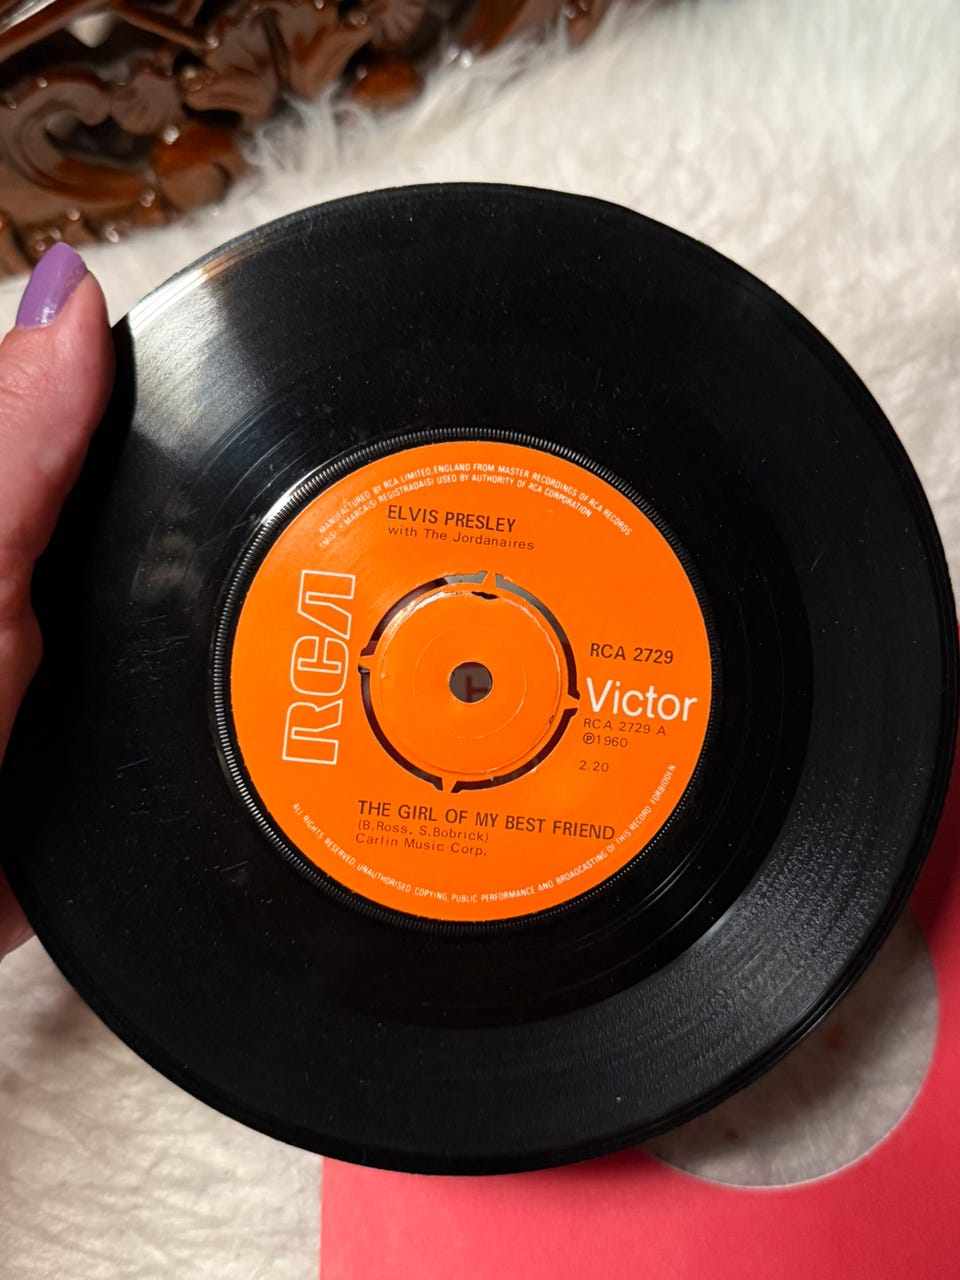 MANUFACTURED BY RCA LIMITED, ENGLAND FROM MASTER RECORDINGS OF RCA RECORDS
MARCA(S) REGISTRADA(S) USED BY AUTHORITY OF RCA CORPORATION
ELVIS PRESLEY
with The Jordanaires
RCA
RCA 2729
Victor
RCA 2729 A
℗1960
2.20
THE GIRL OF MY BEST FRIEND
(B.Ross, S.Bobrick)
Carlin Music Corp.
ALL RIGHTS RESERVED, UNAUTHORISED COPYING, PUBLIC PERFORMANCE AND BROADCASTING OF THIS RECORD FORBIDDEN